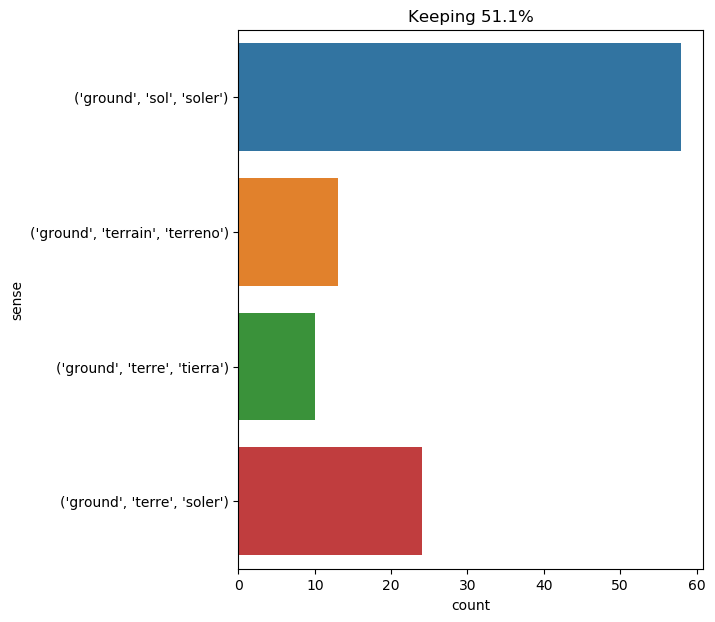 Keeping 51.1%
('ground', 'sol', 'soler')
('ground', 'terrain', 'terreno')
('ground', 'terre', 'tierra')
('ground', 'terre', 'soler')
sense
0 10 20 30 40 50 60
count